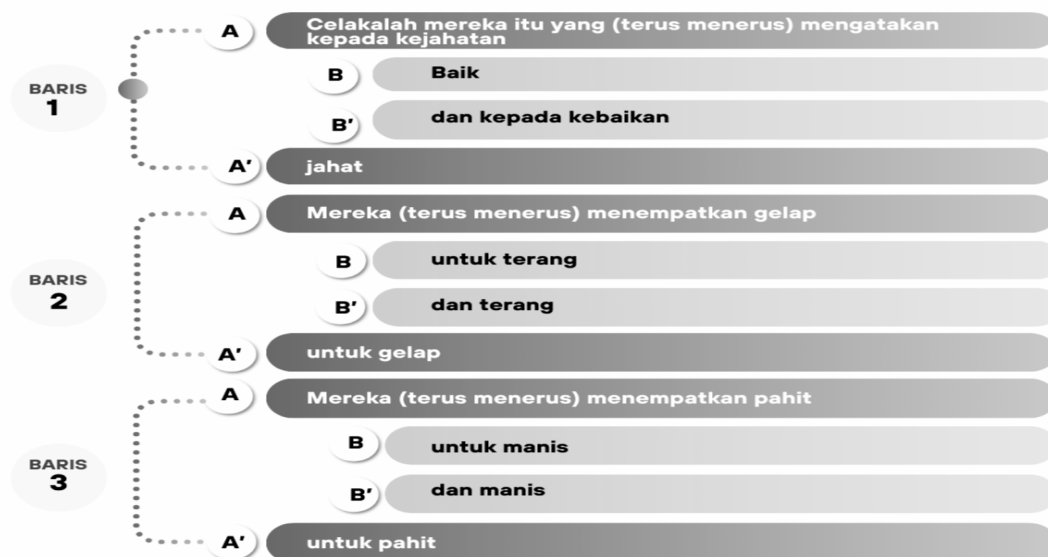 A Celakalah mereka itu yang (terus menerus) mengatakan
kepada kejahatan
B Baik
BARIS
1
B' dan kepada kebaikan
A' jahat
A Mereka (terus menerus) menempatkan gelap
B untuk terang
BARIS
2
B' dan terang
A' untuk gelap
A Mereka (terus menerus) menempatkan pahit
B untuk manis
BARIS
3
B' dan manis
A' untuk pahit